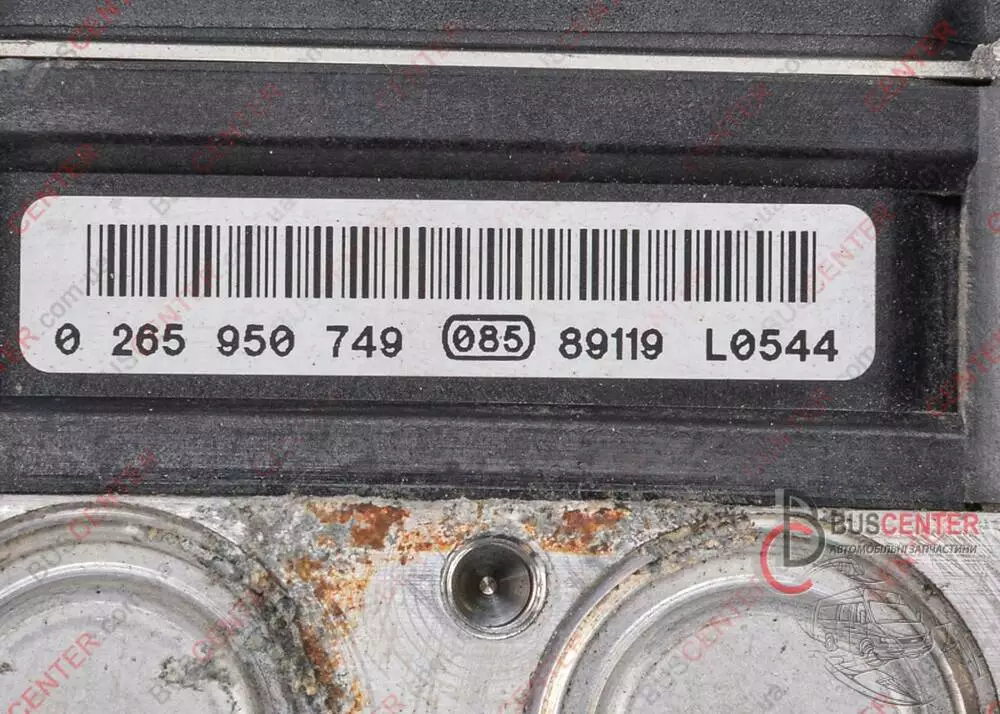 0 265 950 749 085 89119 L0544
BUSCENTER
АВТОМОБІЛЬНІ ЗАПЧАСТИНИ